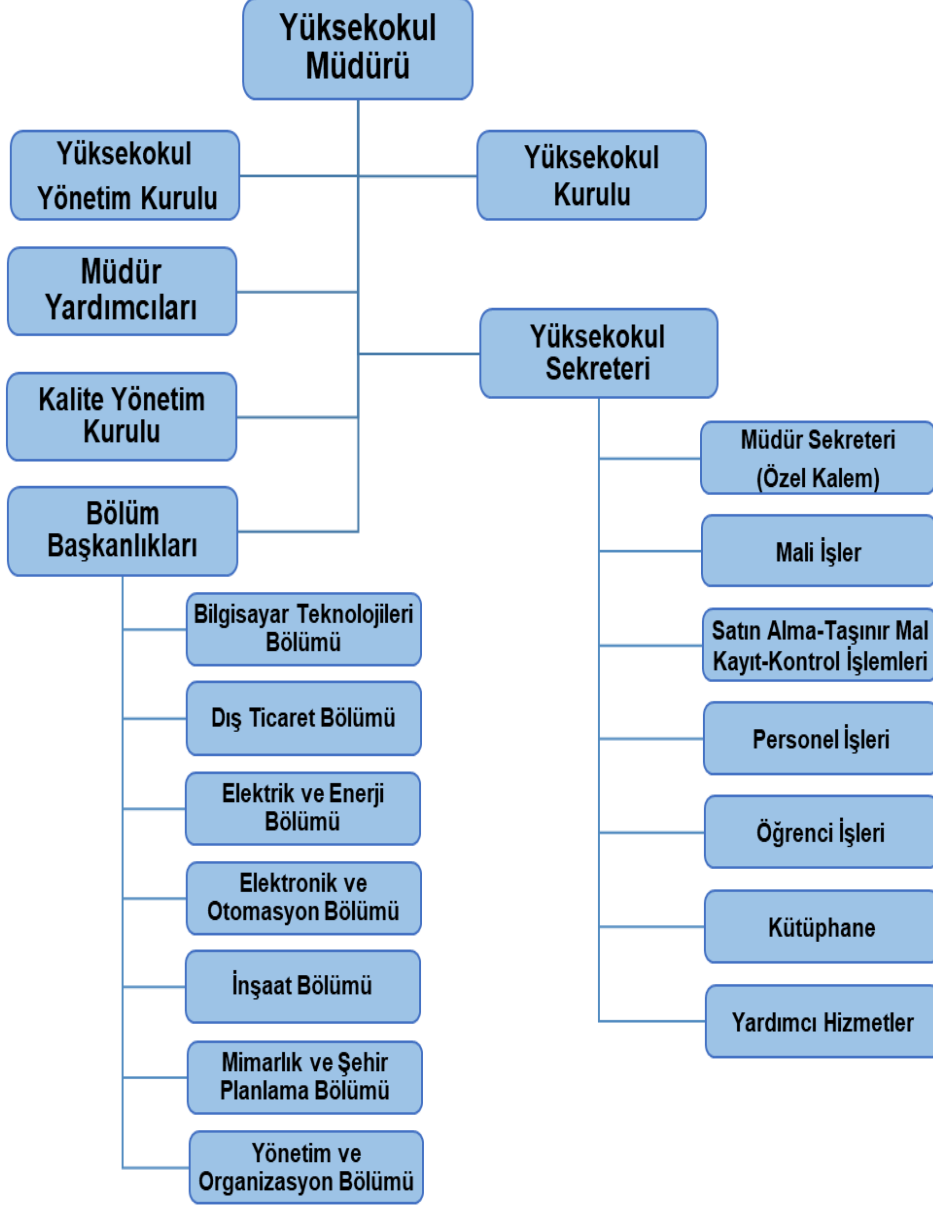 Yüksekokul
Müdürü
Yüksekokul
Yönetim Kurulu
Yüksekokul
Kurulu
Müdür
Yardımcıları
Yüksekokul
Sekreteri
Kalite Yönetim
Kurulu
Bölüm
Başkanlıkları
Bilgisayar Teknolojileri
Bölümü
Dış Ticaret Bölümü
Elektrik ve Enerji
Bölümü
Elektronik ve
Otomasyon Bölümü
İnşaat Bölümü
Mimarlık ve Şehir
Planlama Bölümü
Yönetim ve
Organizasyon Bölümü
Müdür Sekreteri
(Özel Kalem)
Mali İşler
Satın Alma-Taşınır Mal
Kayıt-Kontrol İşlemleri
Personel İşleri
Öğrenci İşleri
Kütüphane
Yardımcı Hizmetler